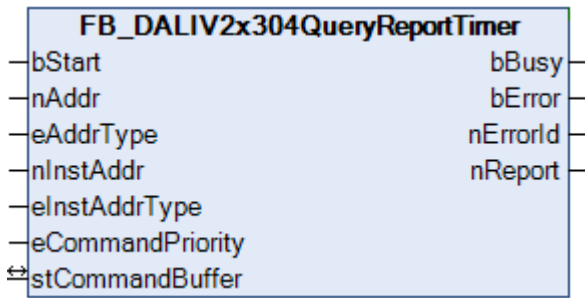 FB_DALIV2x304QueryReportTimer
bStart bBusy
nAddr bError
eAddrType nErrorId
nInstAddr nReport
eInstAddrType
eCommandPriority
stCommandBuffer